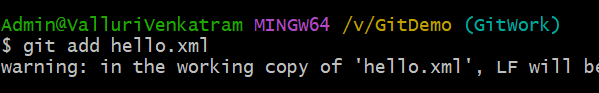 Admin@ValluriVenkatram MINGW64 /v/GitDemo (GitWork)
$ git add hello.xml
warning: in the working copy of 'hello.xml', LF will be